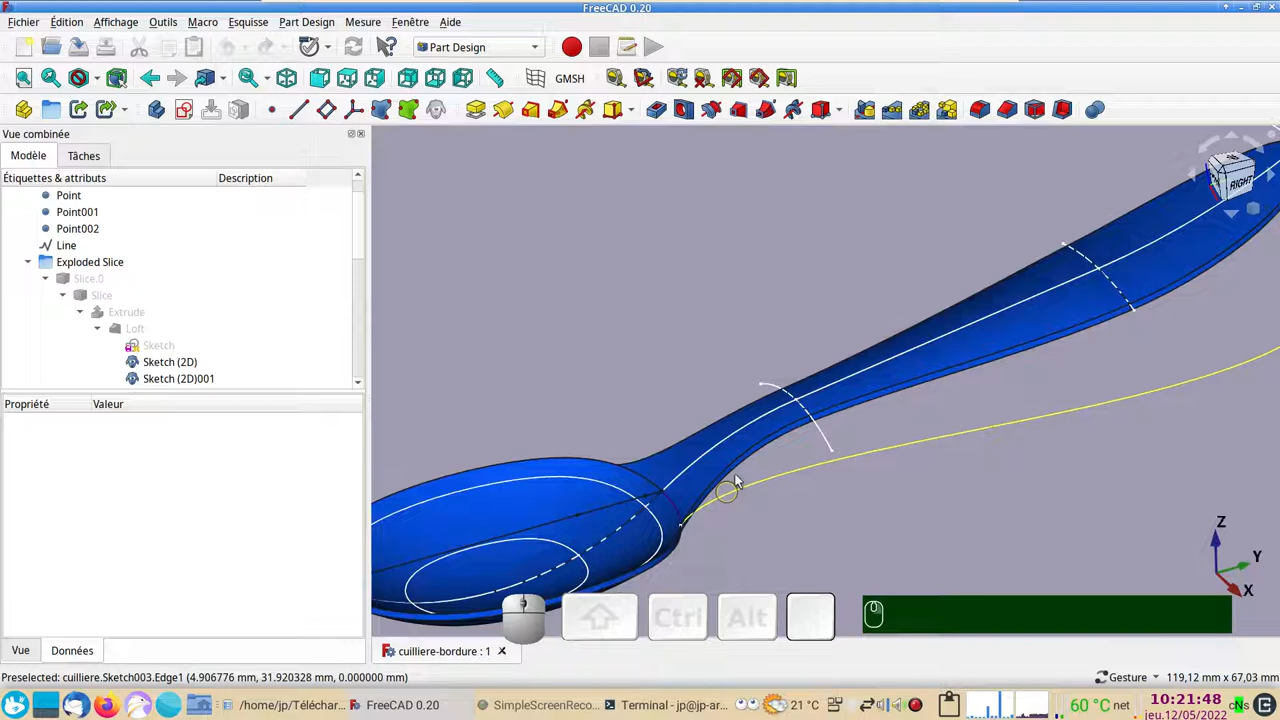 FreeCAD 0.20
Fichier Édition Affichage Outils Macro Esquisse Part Design Mesure Fenêtre Aide
Part Design
GMSH
Vue combinée
Modèle Tâches
Étiquettes & attributs Description
Point
Point001
Point002
Line
Exploded Slice
Slice.0
Slice
Extrude
Loft
Sketch
Sketch (2D)
Sketch (2D)001
Propriété Valeur
RIGHT
Z
Y
X
Ctrl Alt
Vue Données
cuilliere-bordure : 1
Preselected: cuilliere.Sketch003.Edge1 (4.906776 mm, 31.920328 mm, 0.000000 mm)
Gesture 119,12 mm x 67,03 mm
/home/jp/Téléchar... FreeCAD 0.20 SimpleScreenReco... Terminal - jp@jp-ar... 21 °C 60 °C net 10:21:48
jeu.12/05/2022